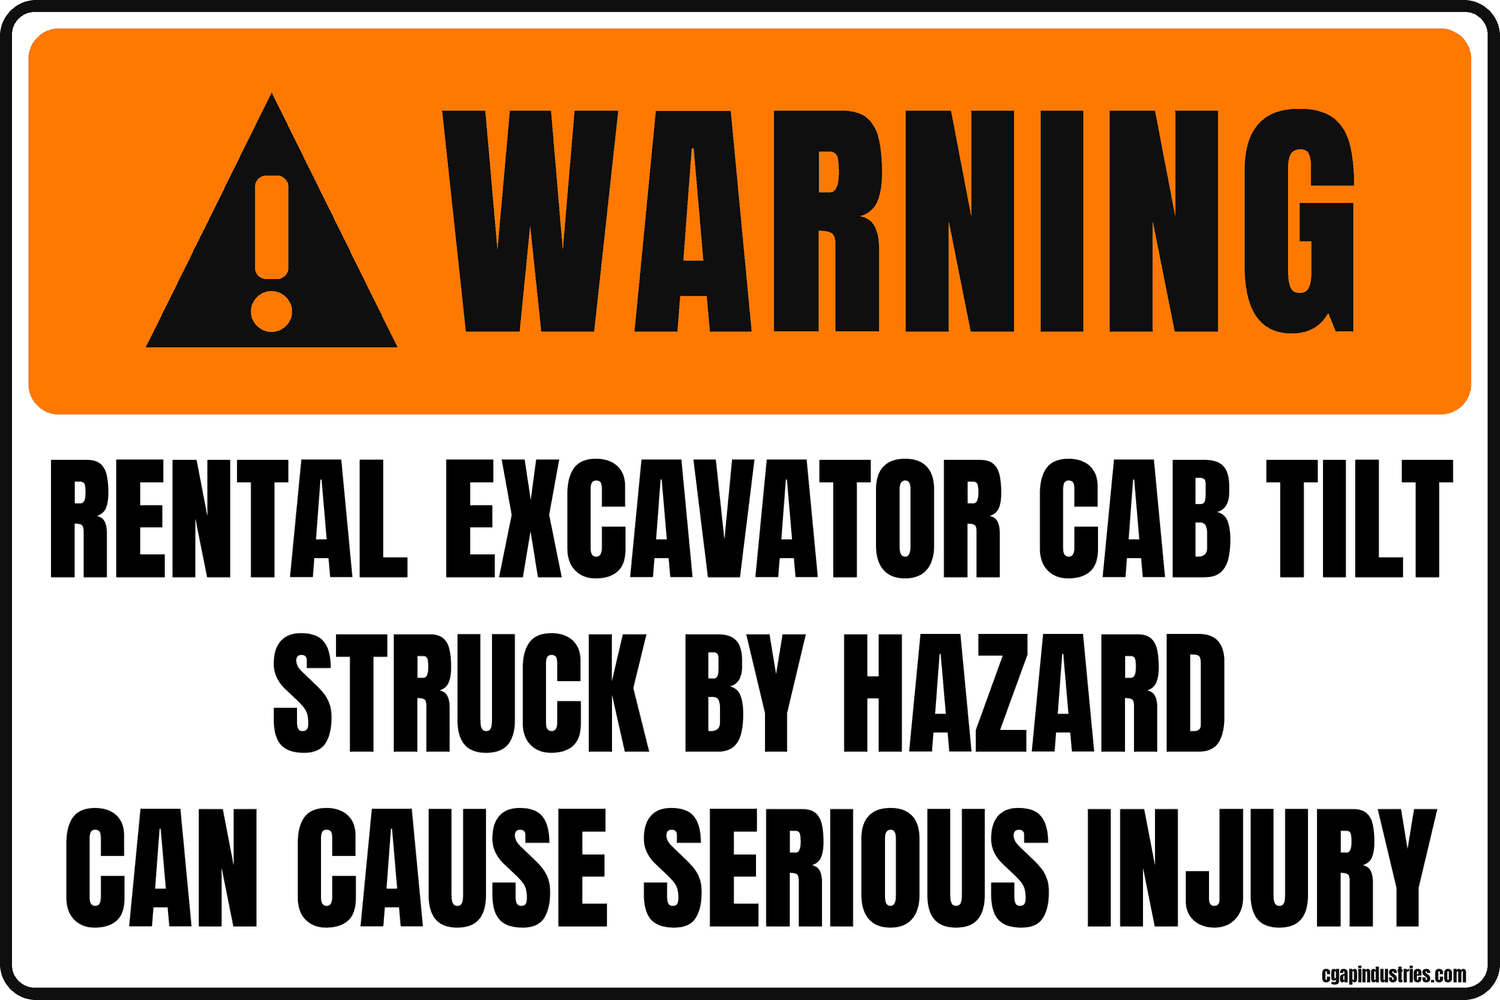 WARNING
RENTAL EXCAVATOR CAB TILT
STRUCK BY HAZARD
CAN CAUSE SERIOUS INJURY
cgapindustries.com